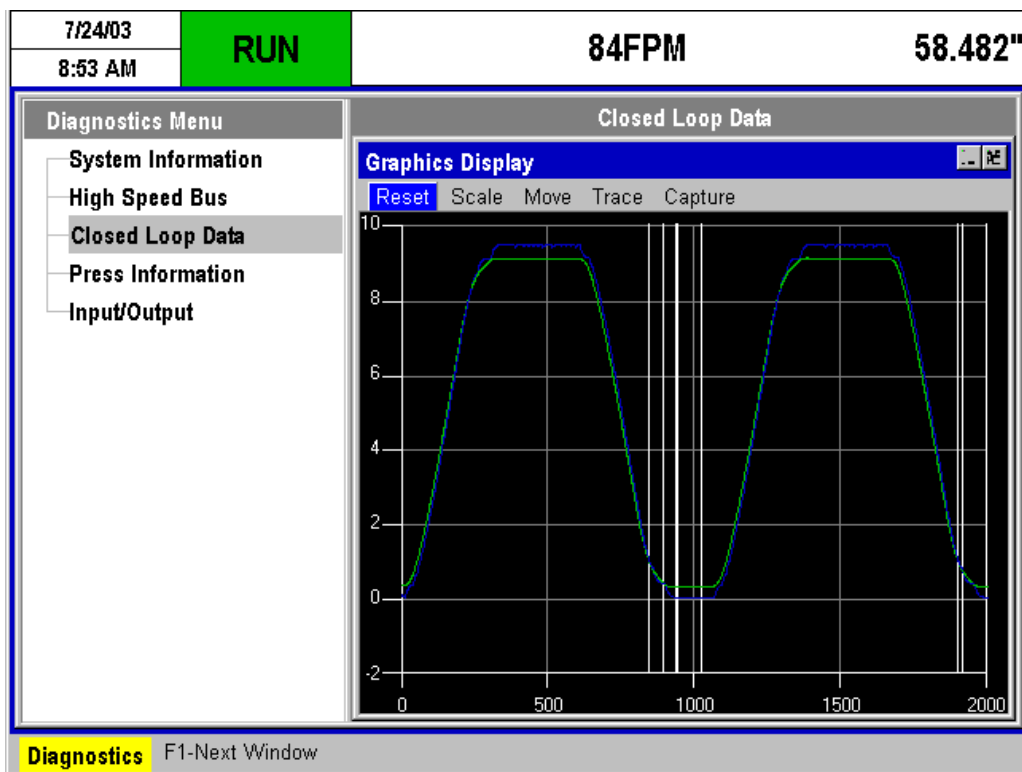 7/24/03
8:53 AM
RUN
84FPM
58.482"
Diagnostics Menu
System Information
High Speed Bus
Closed Loop Data
Press Information
Input/Output
Closed Loop Data
Graphics Display
Reset Scale Move Trace Capture
10
8
6
4
2
0
-2
0 500 1000 1500 2000
Diagnostics F1-Next Window